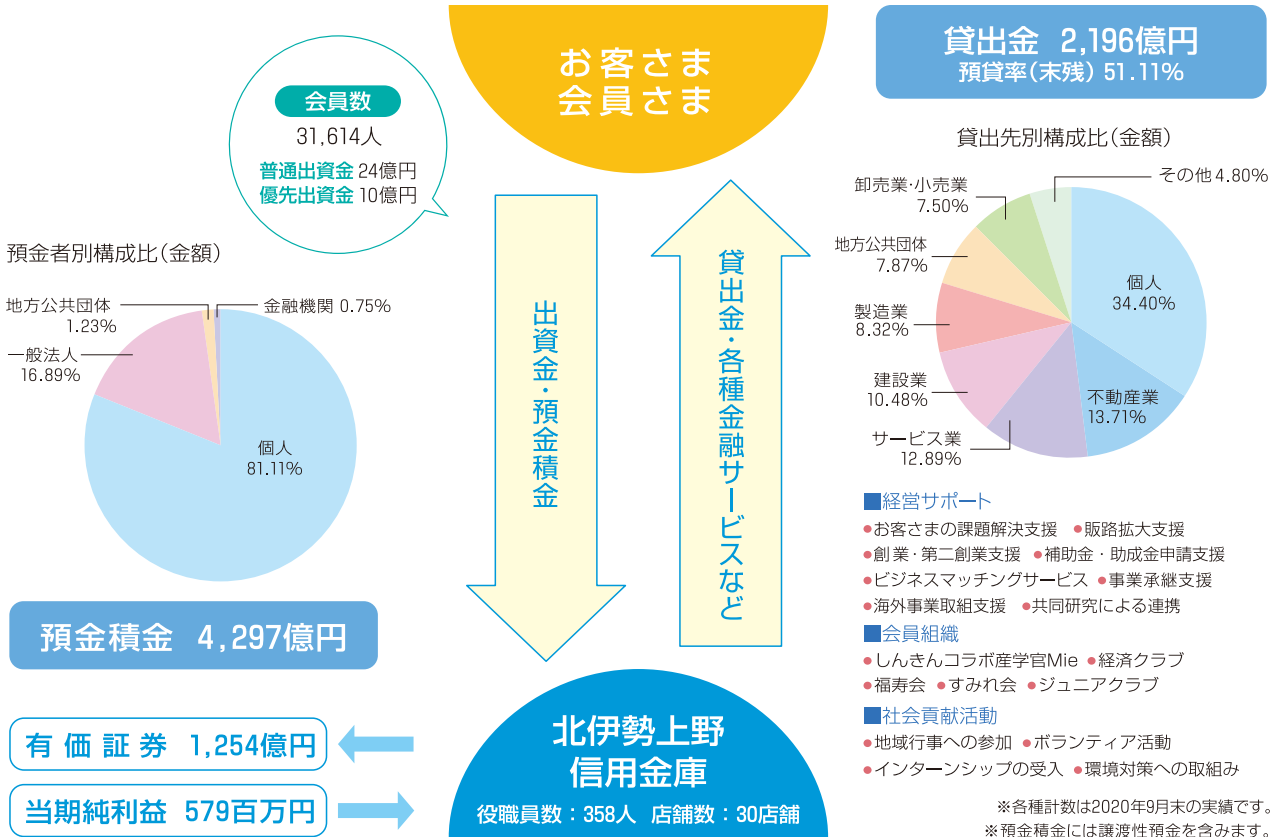 お客さま
会員さま
会員数
31,614人
普通出資金 24億円
優先出資金 10億円
貸出金 2,196億円
預貸率(末残) 51.11%
預金者別構成比(金額)
地方公共団体
1.23%
金融機関 0.75%
一般法人
16.89%
個人
81.11%
預金積金 4,297億円
出資金・預金積金
貸出金・各種金融サービスなど
貸出先別構成比(金額)
その他 4.80%
卸売業・小売業
7.50%
地方公共団体
7.87%
製造業
8.32%
建設業
10.48%
サービス業
12.89%
個人
34.40%
不動産業
13.71%
■経営サポート
●お客さまの課題解決支援 ●販路拡大支援
●創業・第二創業支援 ●補助金・助成金申請支援
●ビジネスマッチングサービス ●事業承継支援
●海外事業取組支援 ●共同研究による連携
■会員組織
●しんきんコラボ産学官Mie ●経済クラブ
●福寿会 ●すみれ会 ●ジュニアクラブ
■社会貢献活動
●地域行事への参加 ●ボランティア活動
●インターンシップの受入 ●環境対策への取組み
有価証券 1,254億円
当期純利益 579百万円
北伊勢上野
信用金庫
役職員数：358人 店舗数：30店舗
※各種計数は2020年9月末の実績です。
※預金積金には譲渡性預金を含みます。